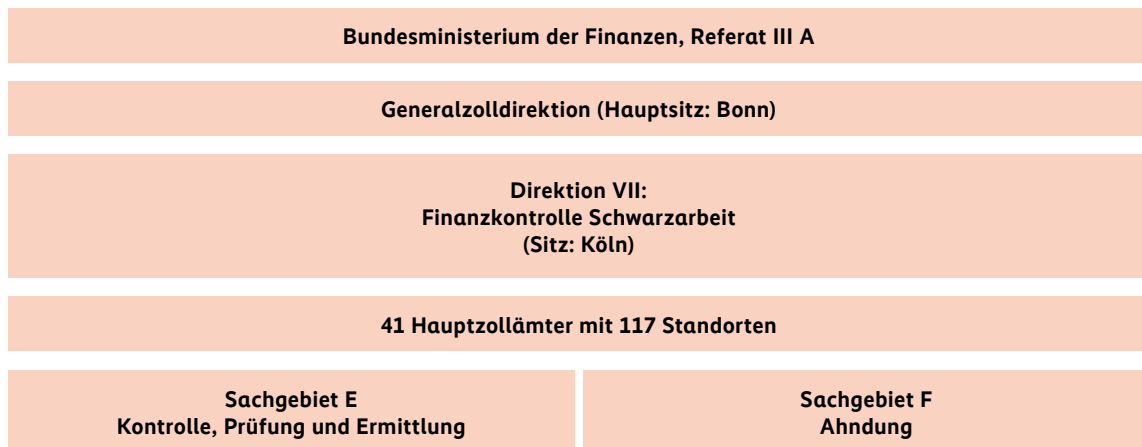 Bundesministerium der Finanzen, Referat III A
Generalzolldirektion (Hauptsitz: Bonn)
Direktion VII:
Finanzkontrolle Schwarzarbeit
(Sitz: Köln)
41 Hauptzollämter mit 117 Standorten
Sachgebiet E
Kontrolle, Prüfung und Ermittlung
Sachgebiet F
Ahndung